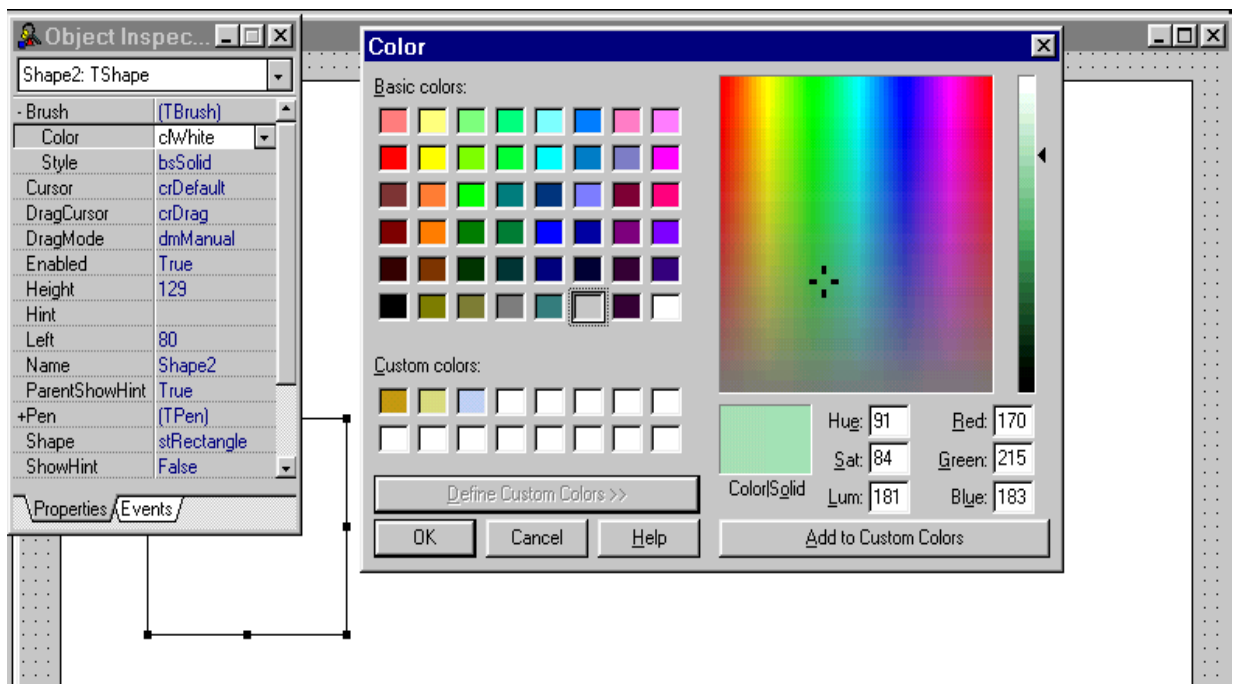 Object Inspec...
Shape2: TShape
- Brush (TBrush)
Color clWhite
Style bsSolid
Cursor crDefault
DragCursor crDrag
DragMode dmManual
Enabled True
Height 129
Hint
Left 80
Name Shape2
ParentShowHint True
+Pen (TPen)
Shape stRectangle
ShowHint False
Properties Events
Color
Basic colors:
Custom colors:
Define Custom Colors >>
OK Cancel Help
Color|Solid
Hue: 91 Red: 170
Sat: 84 Green: 215
Lum: 181 Blue: 183
Add to Custom Colors